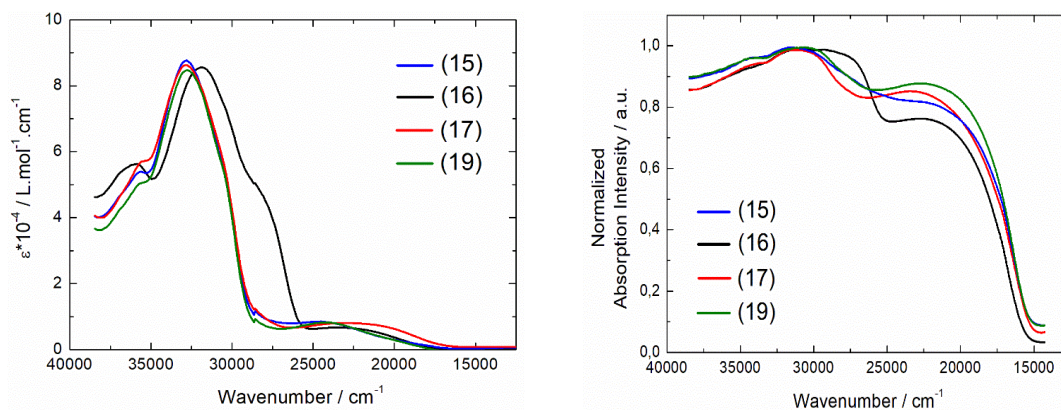 10
8
6
4
2
0
ε*10⁻⁴ / L.mol⁻¹.cm⁻¹
(15)
(16)
(17)
(19)
40000 35000 30000 25000 20000 15000
Wavenumber / cm⁻¹
1,0
0,8
0,6
0,4
0,2
0,0
Normalized
Absorption Intensity / a.u.
(15)
(16)
(17)
(19)
40000 35000 30000 25000 20000 15000
Wavenumber / cm⁻¹